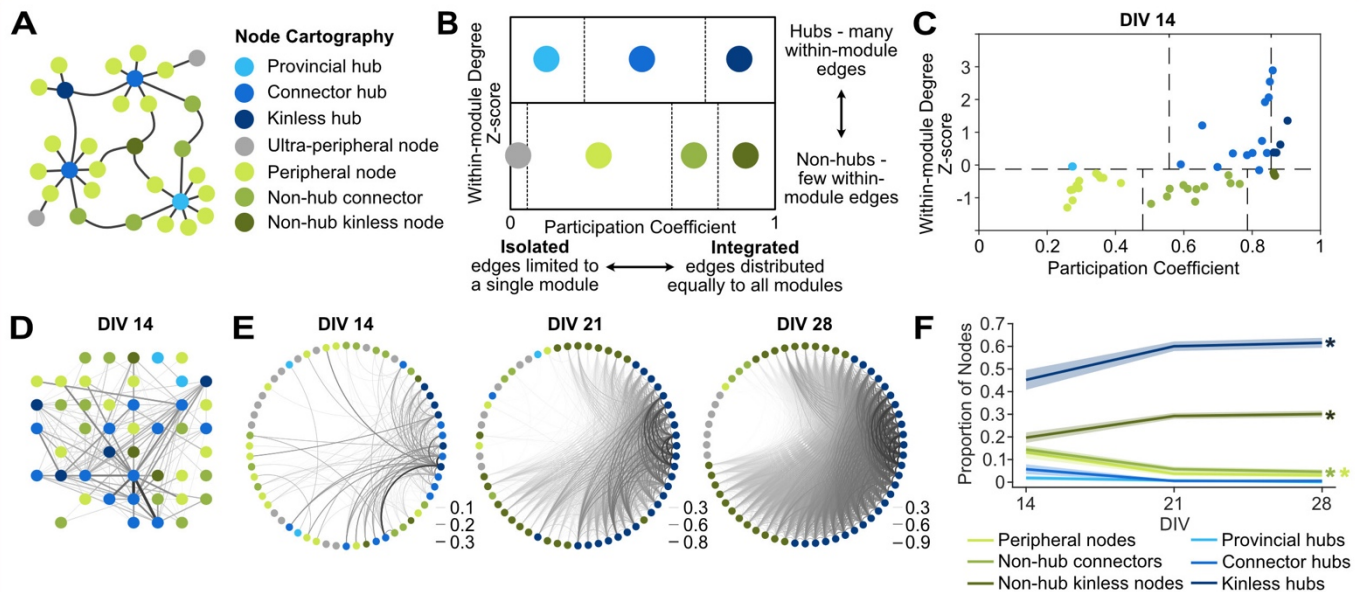 A
Node Cartography
Provincial hub
Connector hub
Kinless hub
Ultra-peripheral node
Peripheral node
Non-hub connector
Non-hub kinless node
B
Within-module Degree
Z-score
0
1
Participation Coefficient
Isolated
edges limited to
a single module
Integrated
edges distributed
equally to all modules
Hubs - many
within-module
edges
Non-hubs -
few within-
module edges
C
DIV 14
Within-module Degree
Z-score
3
2
1
0
-1
0
0.2
0.4
0.6
0.8
1
Participation Coefficient
D
DIV 14
E
DIV 14
0.1
0.2
0.3
DIV 21
0.3
0.6
0.8
DIV 28
0.3
0.6
0.9
F
Proportion of Nodes
0.7
0.6
0.5
0.4
0.3
0.2
0.1
0
*
*
**
14
21
28
DIV
Peripheral nodes
Non-hub connectors
Non-hub kinless nodes
Provincial hubs
Connector hubs
Kinless hubs